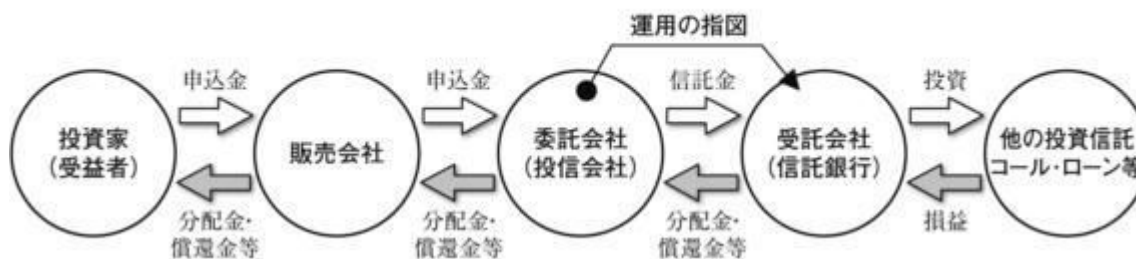 運用の指図
申込金
申込金
信託金
投資
投資家
(受益者)
販売会社
委託会社
(投信会社)
受託会社
(信託銀行)
他の投資信託
コール・ローン等
分配金・
償還金等
分配金・
償還金等
分配金・
償還金等
損益